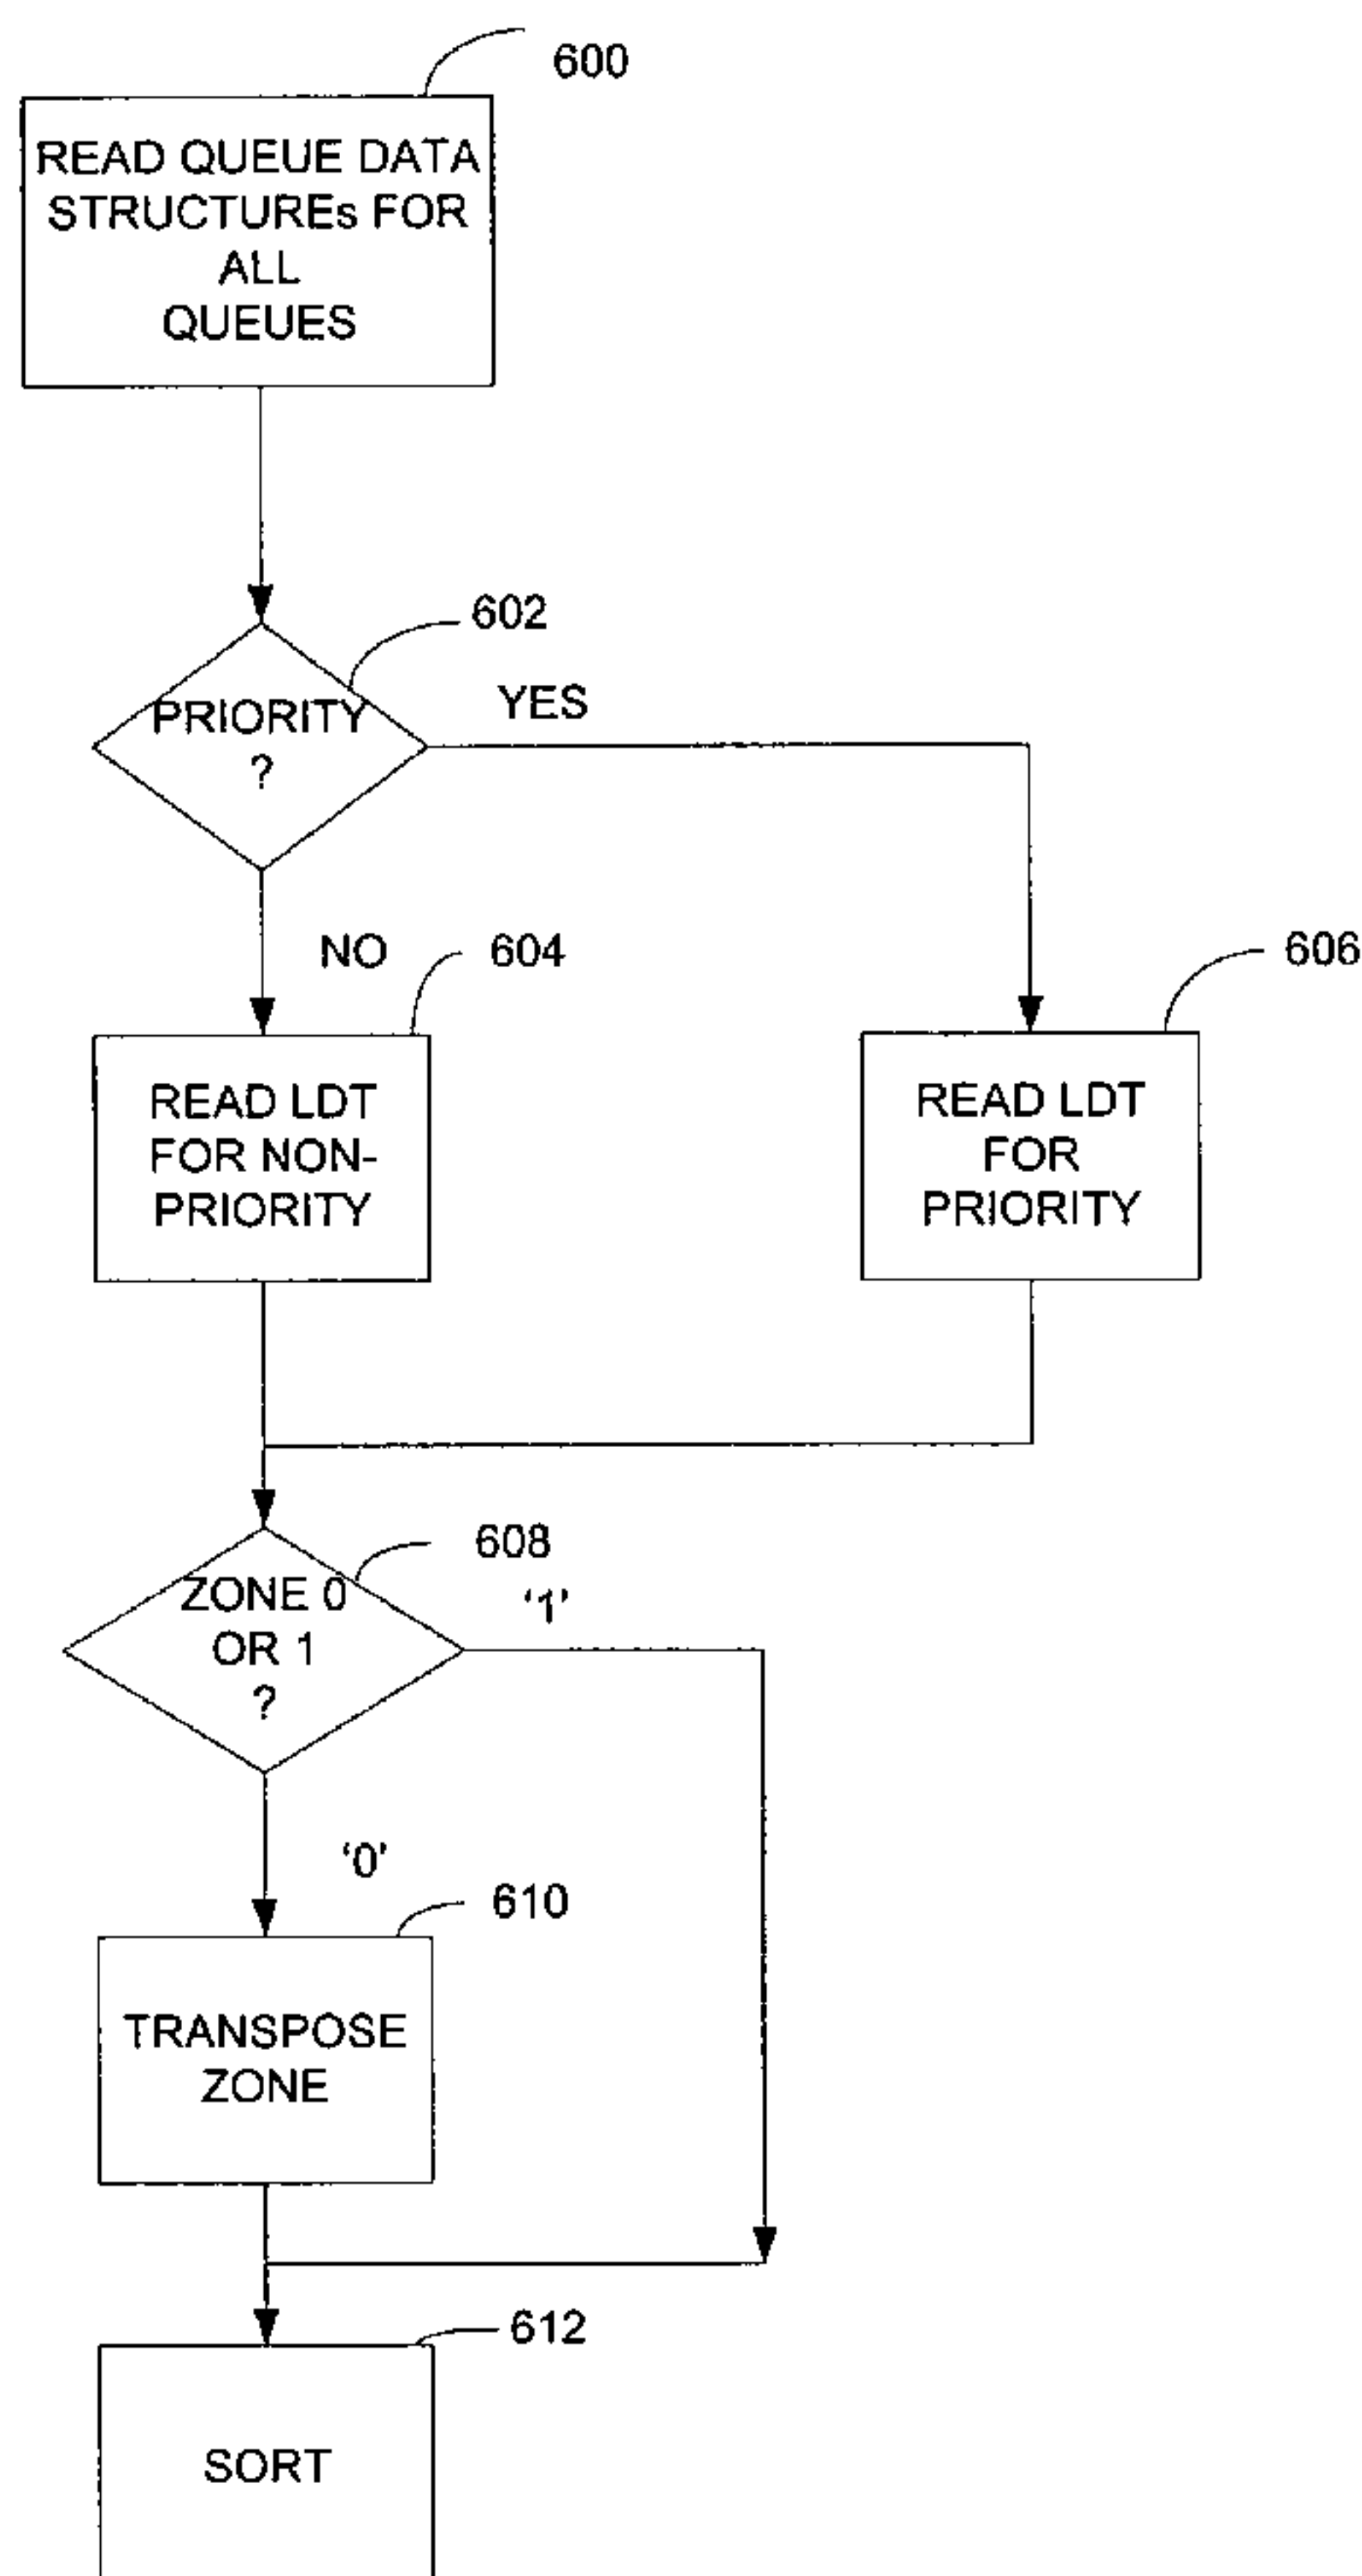 600
READ QUEUE DATA
STRUCTUREs FOR
ALL
QUEUES
602
PRIORITY
?
YES
NO
604
606
READ LDT
FOR NON-
PRIORITY
READ LDT
FOR
PRIORITY
608
ZONE 0
OR 1
?
‘1’
‘0’
610
TRANSPOSE
ZONE
612
SORT